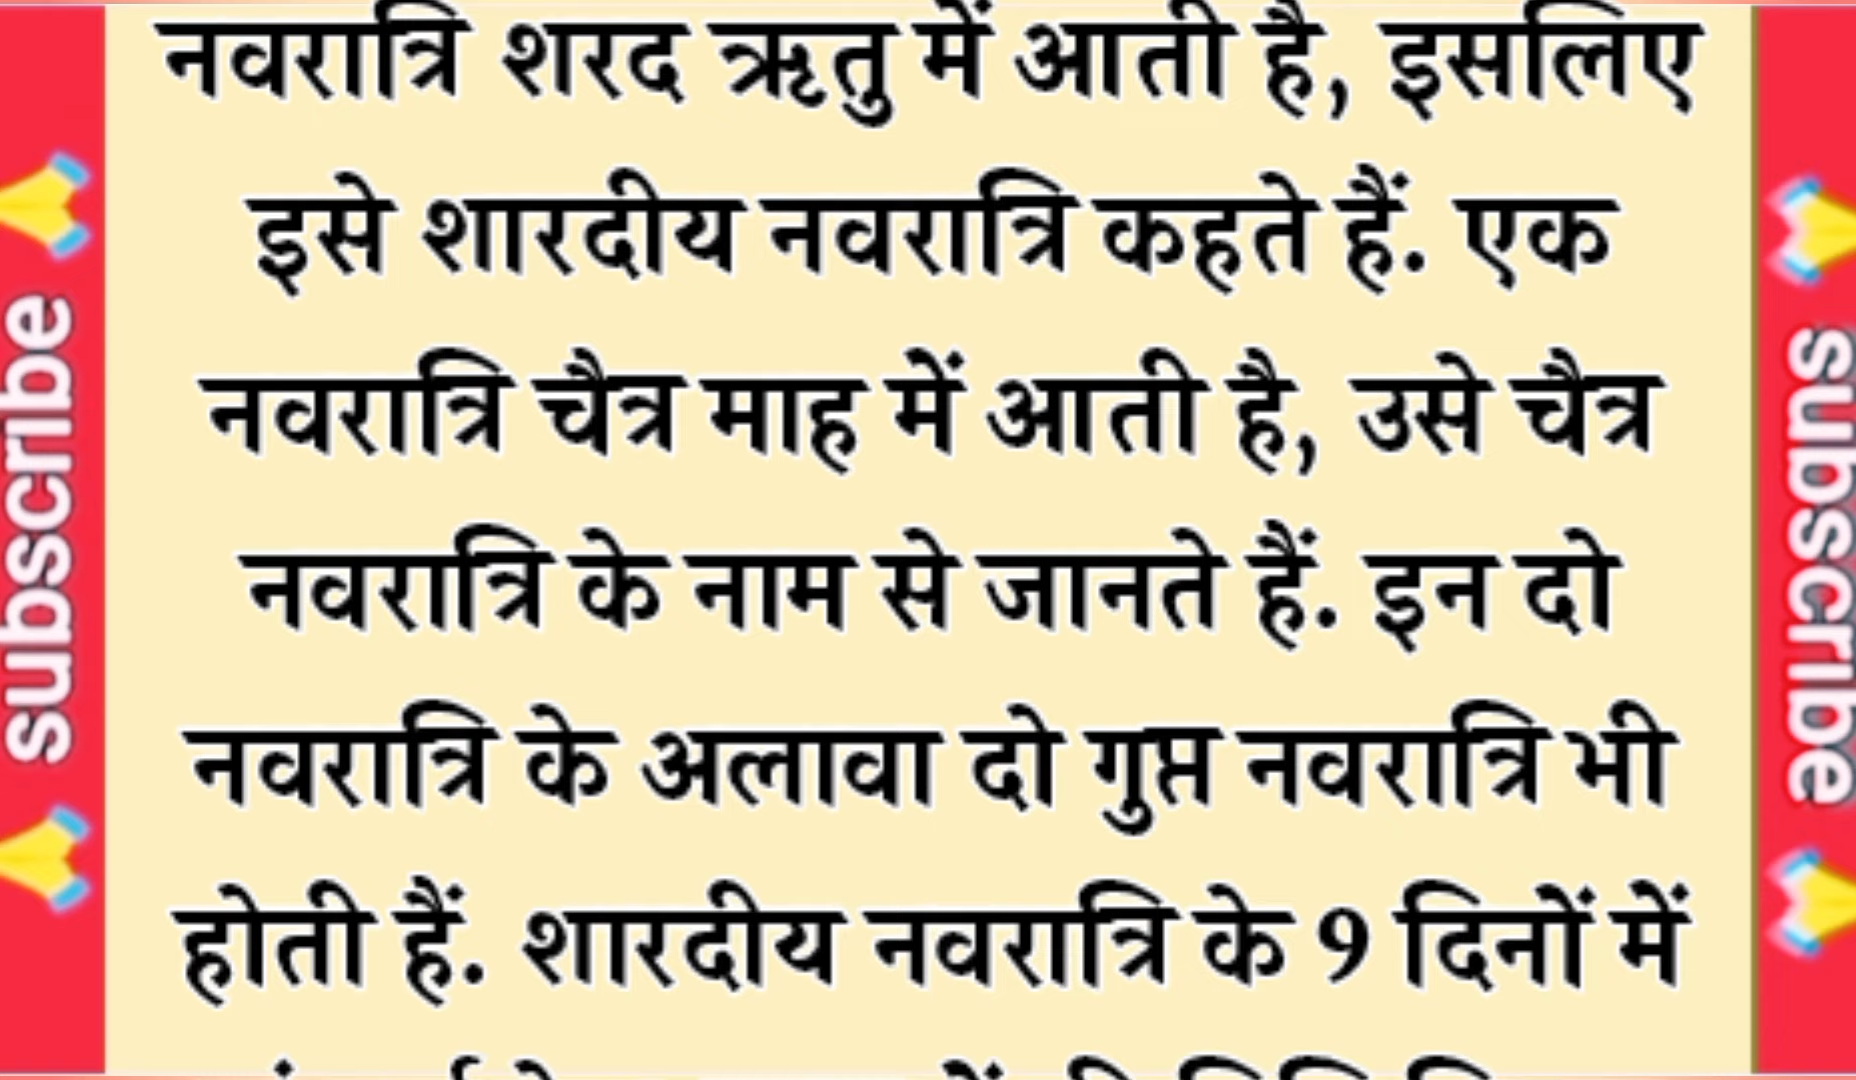 नवरात्रि शरद ऋतु में आती है, इसलिए
इसे शारदीय नवरात्रि कहते हैं. एक
नवरात्रि चैत्र माह में आती है, उसे चैत्र
नवरात्रि के नाम से जानते हैं. इन दो
नवरात्रि के अलावा दो गुप्त नवरात्रि भी
होती हैं. शारदीय नवरात्रि के 9 दिनों में
subscribe
subscribe